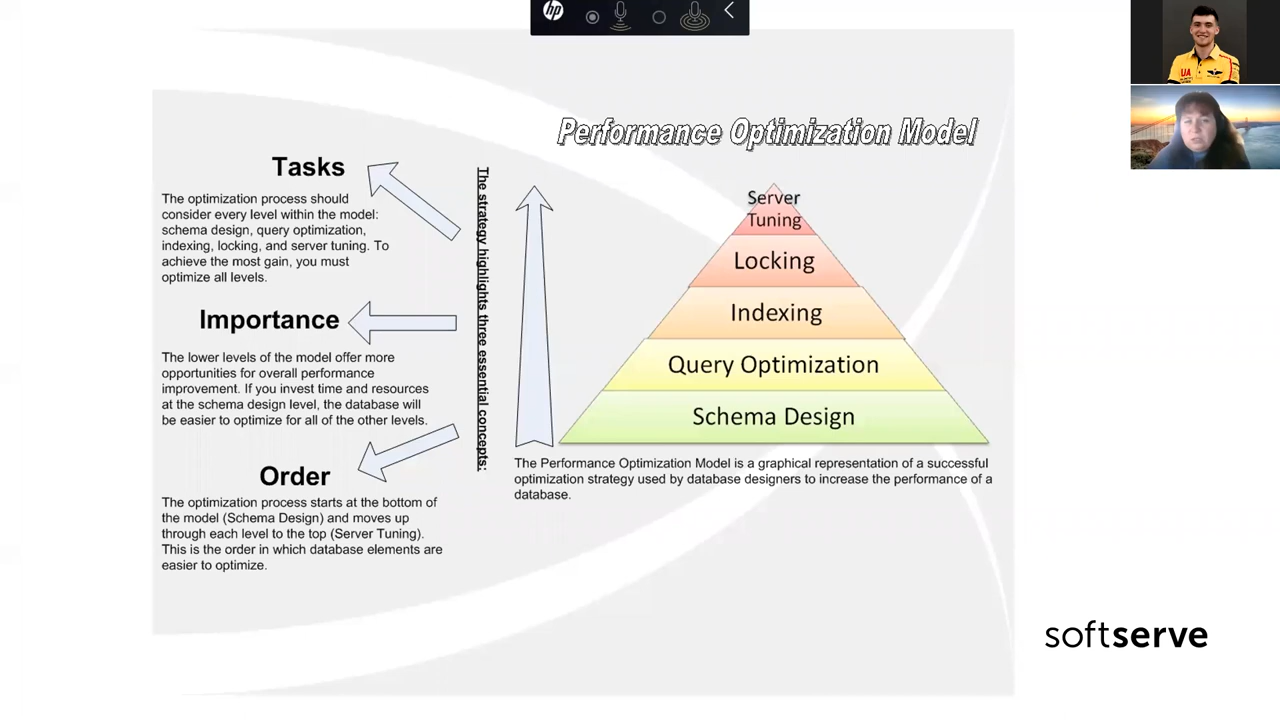 hp
Performance Optimization Model
Tasks
The optimization process should
consider every level within the model:
schema design, query optimization,
indexing, locking, and server tuning. To
achieve the most gain, you must
optimize all levels.
Importance
The lower levels of the model offer more
opportunities for overall performance
improvement. If you invest time and resources
at the schema design level, the database will
be easier to optimize for all of the other levels.
Order
The optimization process starts at the bottom of
the model (Schema Design) and moves up
through each level to the top (Server Tuning).
This is the order in which database elements are
easier to optimize.
The strategy highlights three essential concepts:
Server
Tuning
Locking
Indexing
Query Optimization
Schema Design
The Performance Optimization Model is a graphical representation of a successful
optimization strategy used by database designers to increase the performance of a
database.
UA
softserve